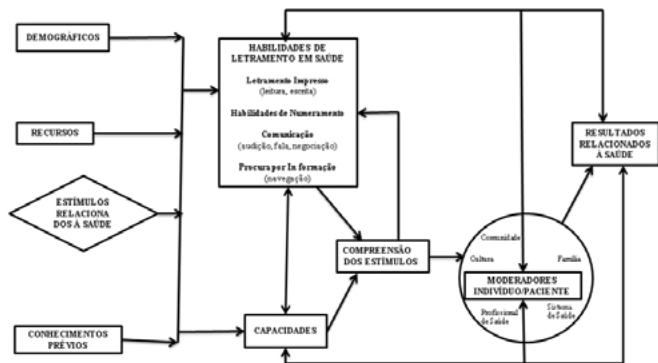 DEMOGRÁFICOS
RECURSOS
ESTÍMULOS
RELACIONA
DOS À SAÚDE
CONHECIMENTOS
PRÉVIOS
HABILIDADES DE
LETRAMENTO EM SAÚDE
Letramento Impresso
(leitura, escrita)
Habilidades de Numeramento
Comunicação
(audição, fala, negociação)
Procura por In formação
(navegação)
CAPACIDADES
COMPREENSÃO
DOS ESTÍMULOS
Comunidade
Cultura
Família
MODERADORES
INDIVÍDUO/PACIENTE
Profissional
de Saúde
Sistema
de Saúde
RESULTADOS
RELACIONADOS
À SAÚDE